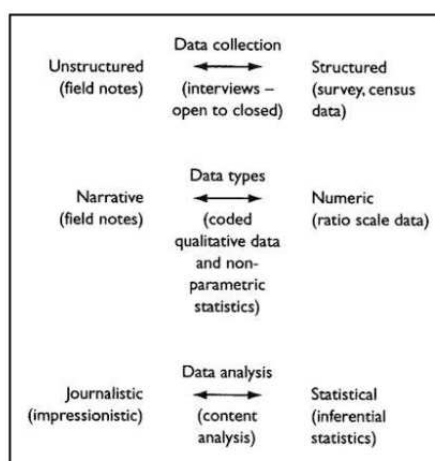 Data collection
Unstructured Structured
(field notes) (interviews – (survey, census
open to closed) data)
Data types
Narrative Numeric
(field notes) (coded (ratio scale data)
qualitative data
and non-
parametric
statistics)
Data analysis
Journalistic Statistical
(impressionistic) (content (inferential
analysis) statistics)